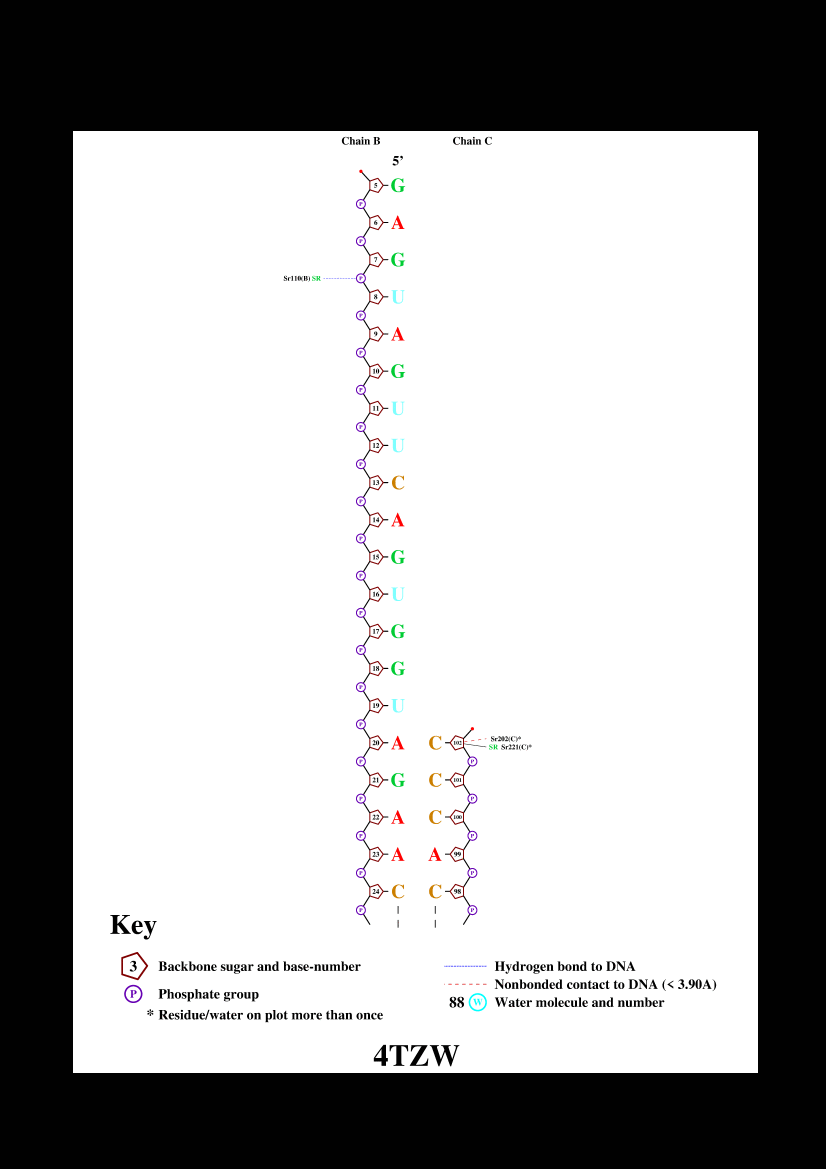 Chain B Chain C
5’
5 G
P
6 A
P
7 G
Sr110(B) SR P
8 U
P
9 A
P
10 G
P
11 U
P
12 U
P
13 C
P
14 A
P
15 G
P
16 U
P
17 G
P
18 G
P
19 U
P
20 A C 102 Sr202(C)*
SR Sr221(C)*
P P
21 G C 101
P P
22 A C 100
P P
23 A A 99
P P
24 C C 98
P P
Key
3 Backbone sugar and base-number
P Phosphate group
* Residue/water on plot more than once
Hydrogen bond to DNA
Nonbonded contact to DNA (< 3.90A)
88 W Water molecule and number
4TZW